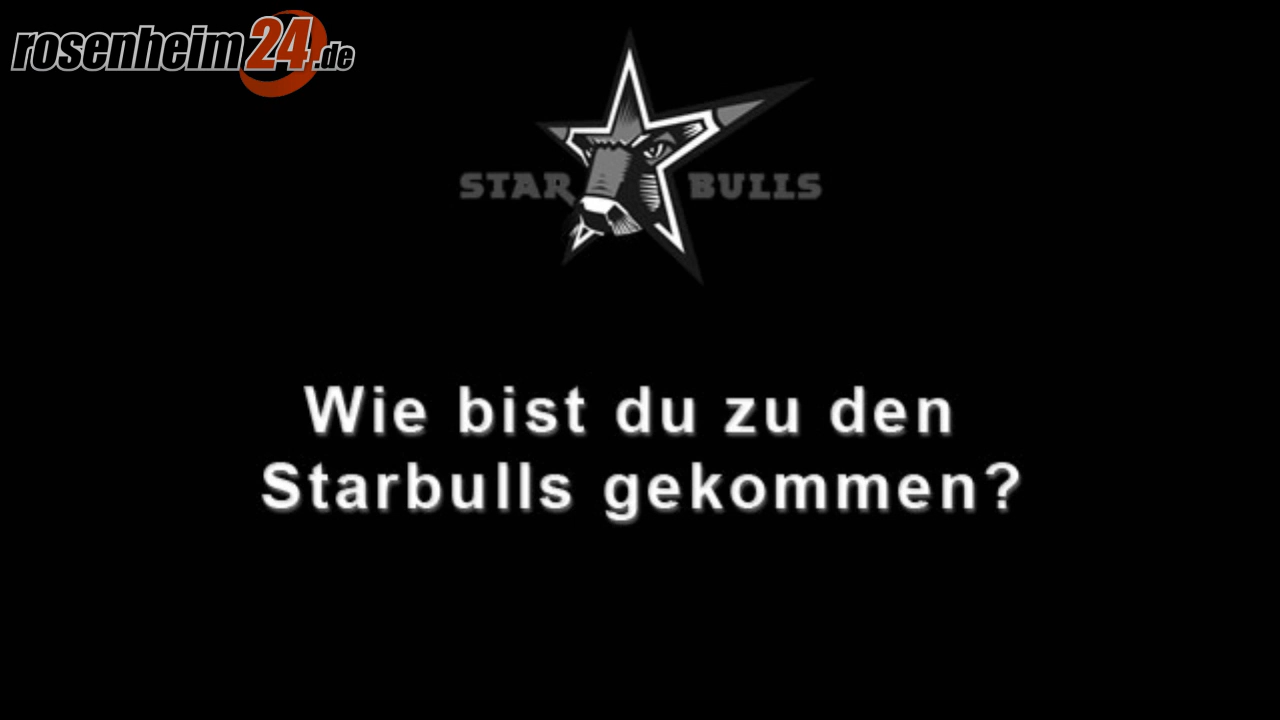 rosenheim24.de
STAR BULLS
Wie bist du zu den
Starbulls gekommen?